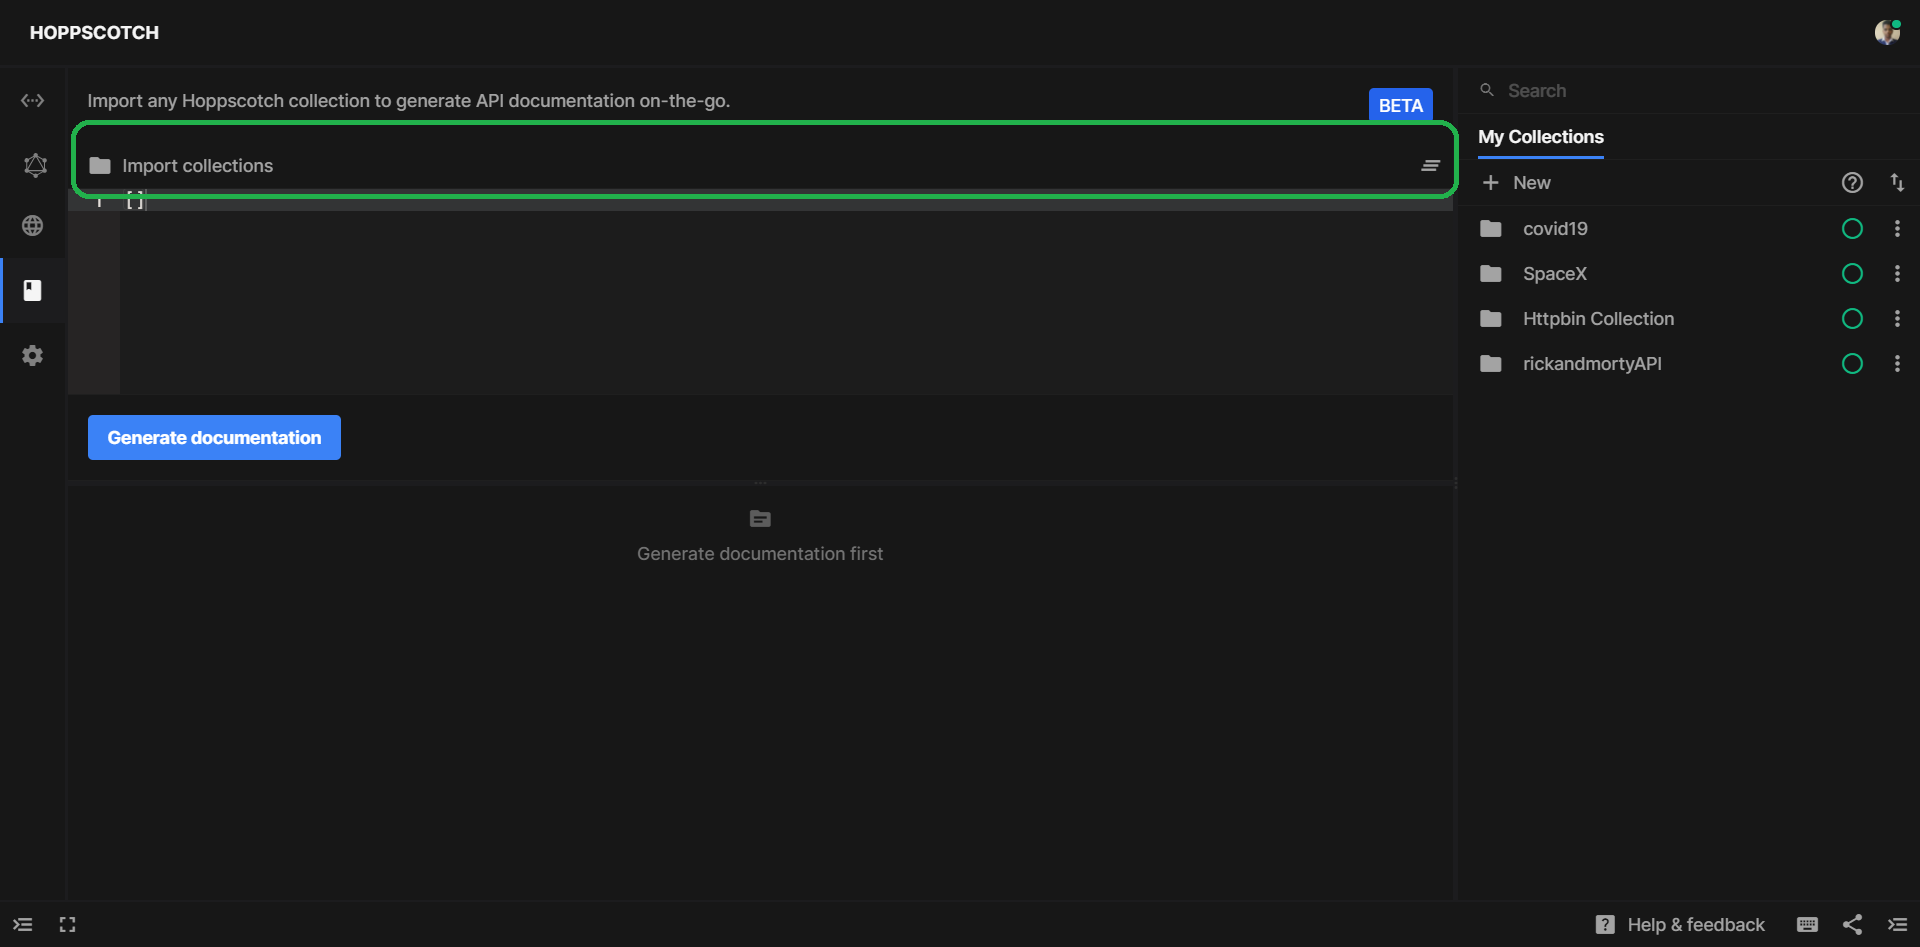 HOPPSCOTCH
Import any Hoppscotch collection to generate API documentation on-the-go.
BETA
Import collections
1 []
Generate documentation
Generate documentation first
Search
My Collections
New
covid19
SpaceX
Httpbin Collection
rickandmortyAPI
Help & feedback